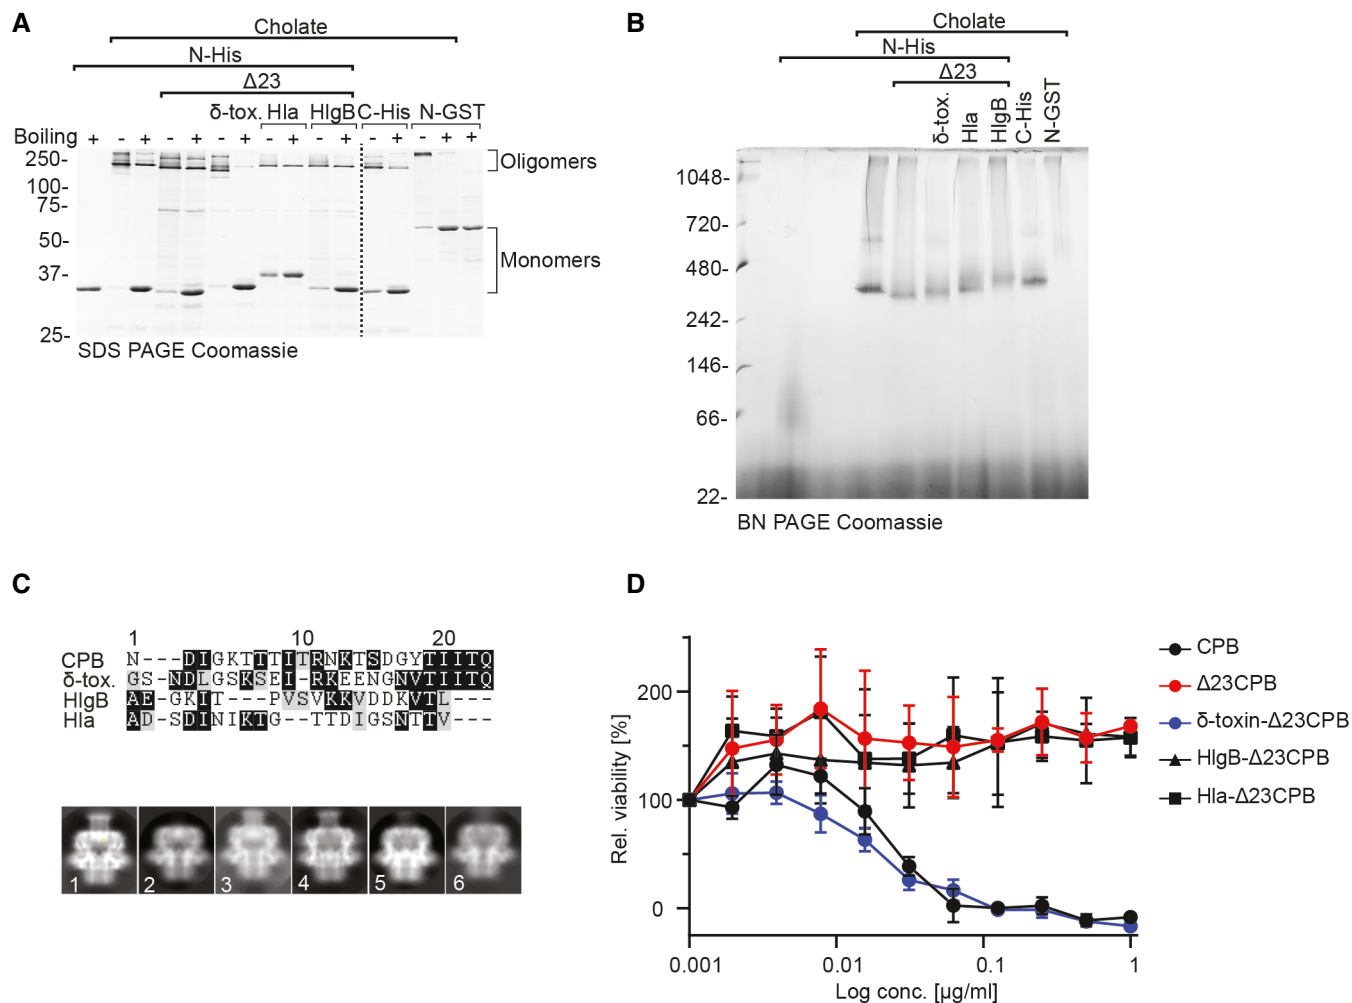 A
Cholate
N-His
Δ23
δ-tox. Hla HlgB C-His N-GST
Boiling + - + - + - + - + - + - + - + +
250-
100-
75-
50-
37-
25-
Oligomers
Monomers
SDS PAGE Coomassie
B
Cholate
N-His
Δ23
δ-tox.
Hla
HlgB
C-His
N-GST
1048-
720-
480-
242-
146-
66-
22-
BN PAGE Coomassie
C
1 10 20
CPB N---DIGKTTTITRNKTSDGYTIITQ
δ-tox. GS-NDLGSKSEI-RKEENGNVTIITQ
HlgB AE-GKIT---PVSVKKVDDKVTL---
Hla AD-SDINIKTG--TTDIGSNTTV---
1 2 3 4 5 6
D
Rel. viability [%]
200
100
0
0.001 0.01 0.1 1
Log conc. [µg/ml]
CPB
Δ23CPB
δ-toxin-Δ23CPB
HlgB-Δ23CPB
Hla-Δ23CPB